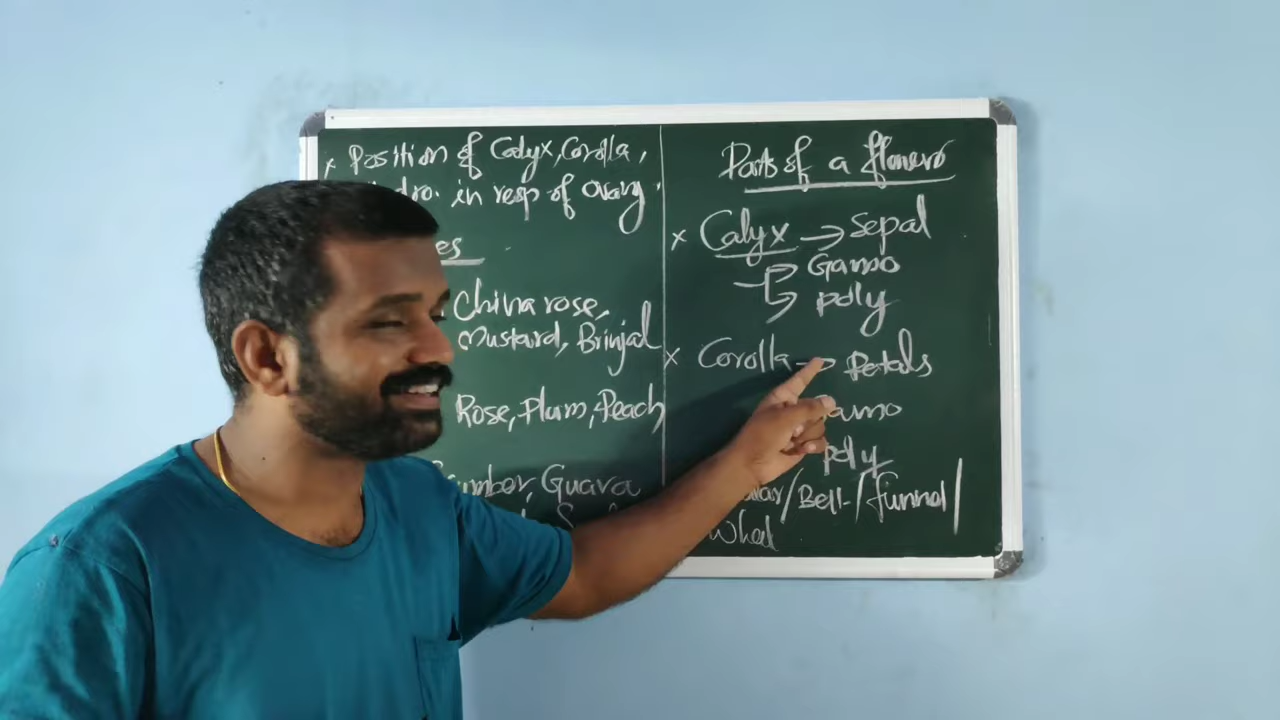 × Position of Calyx, Corolla,
in resp of Ovary.
China rose,
Mustard, Brinjal
Rose, Plum, Peach
Guava
Parts of a flower
× Calyx → Sepal
Gamo
poly
× Corolla → Petals
poly
/Bell-/funnel/
Wheel